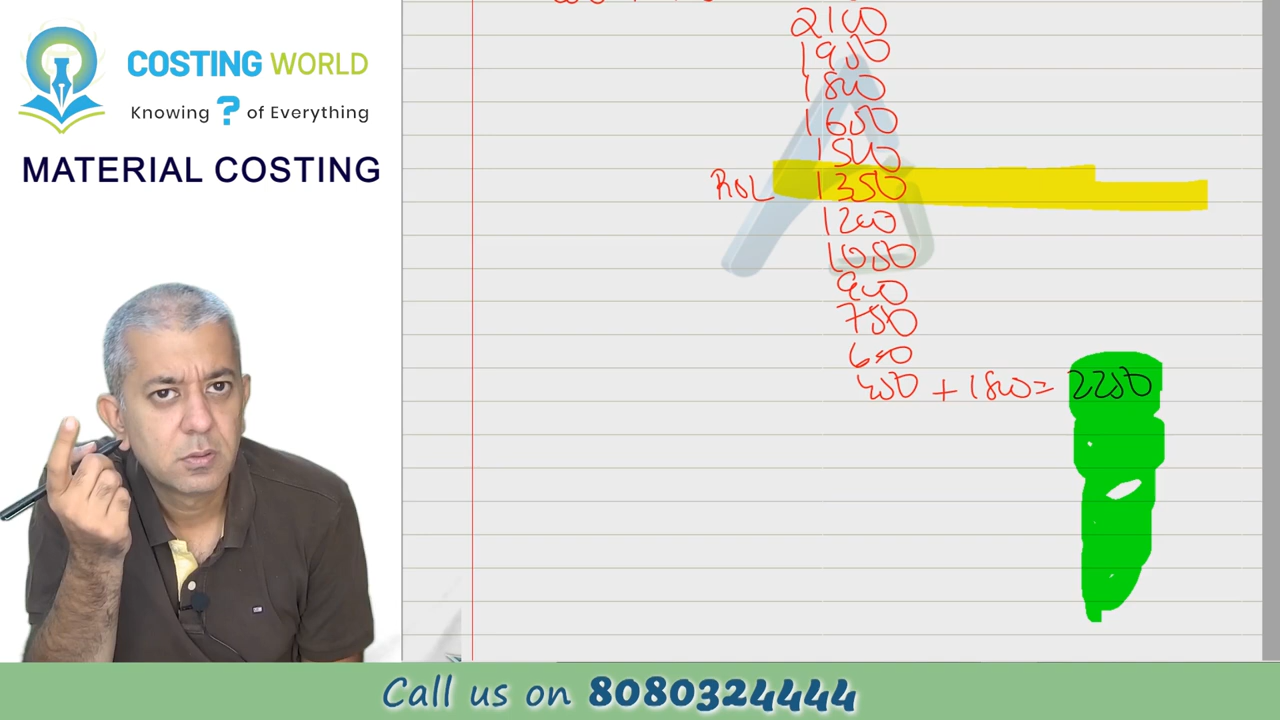 COSTING WORLD
Knowing ? of Everything
MATERIAL COSTING
2100
1950
1800
1650
1500
ROL 1350
1200
1050
900
750
600
450 + 1800 = 2250
Call us on 8080324444